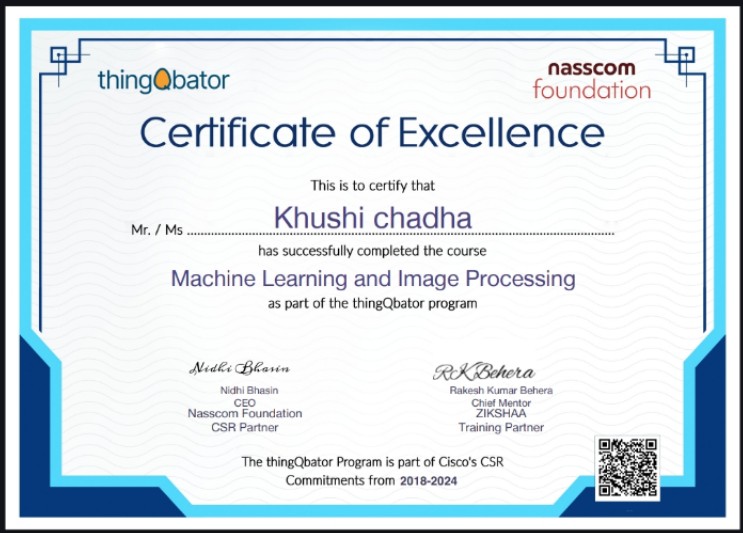 thingQbator
nasscom
foundation
Certificate of Excellence
This is to certify that
Mr. / Ms ........ Khushi chadha ........
has successfully completed the course
Machine Learning and Image Processing
as part of the thingQbator program
Nidhi Bhasin
Nidhi Bhasin
CEO
Nasscom Foundation
CSR Partner
RKBehera
Rakesh Kumar Behera
Chief Mentor
ZIKSHAA
Training Partner
The thingQbator Program is part of Cisco's CSR
Commitments from 2018-2024